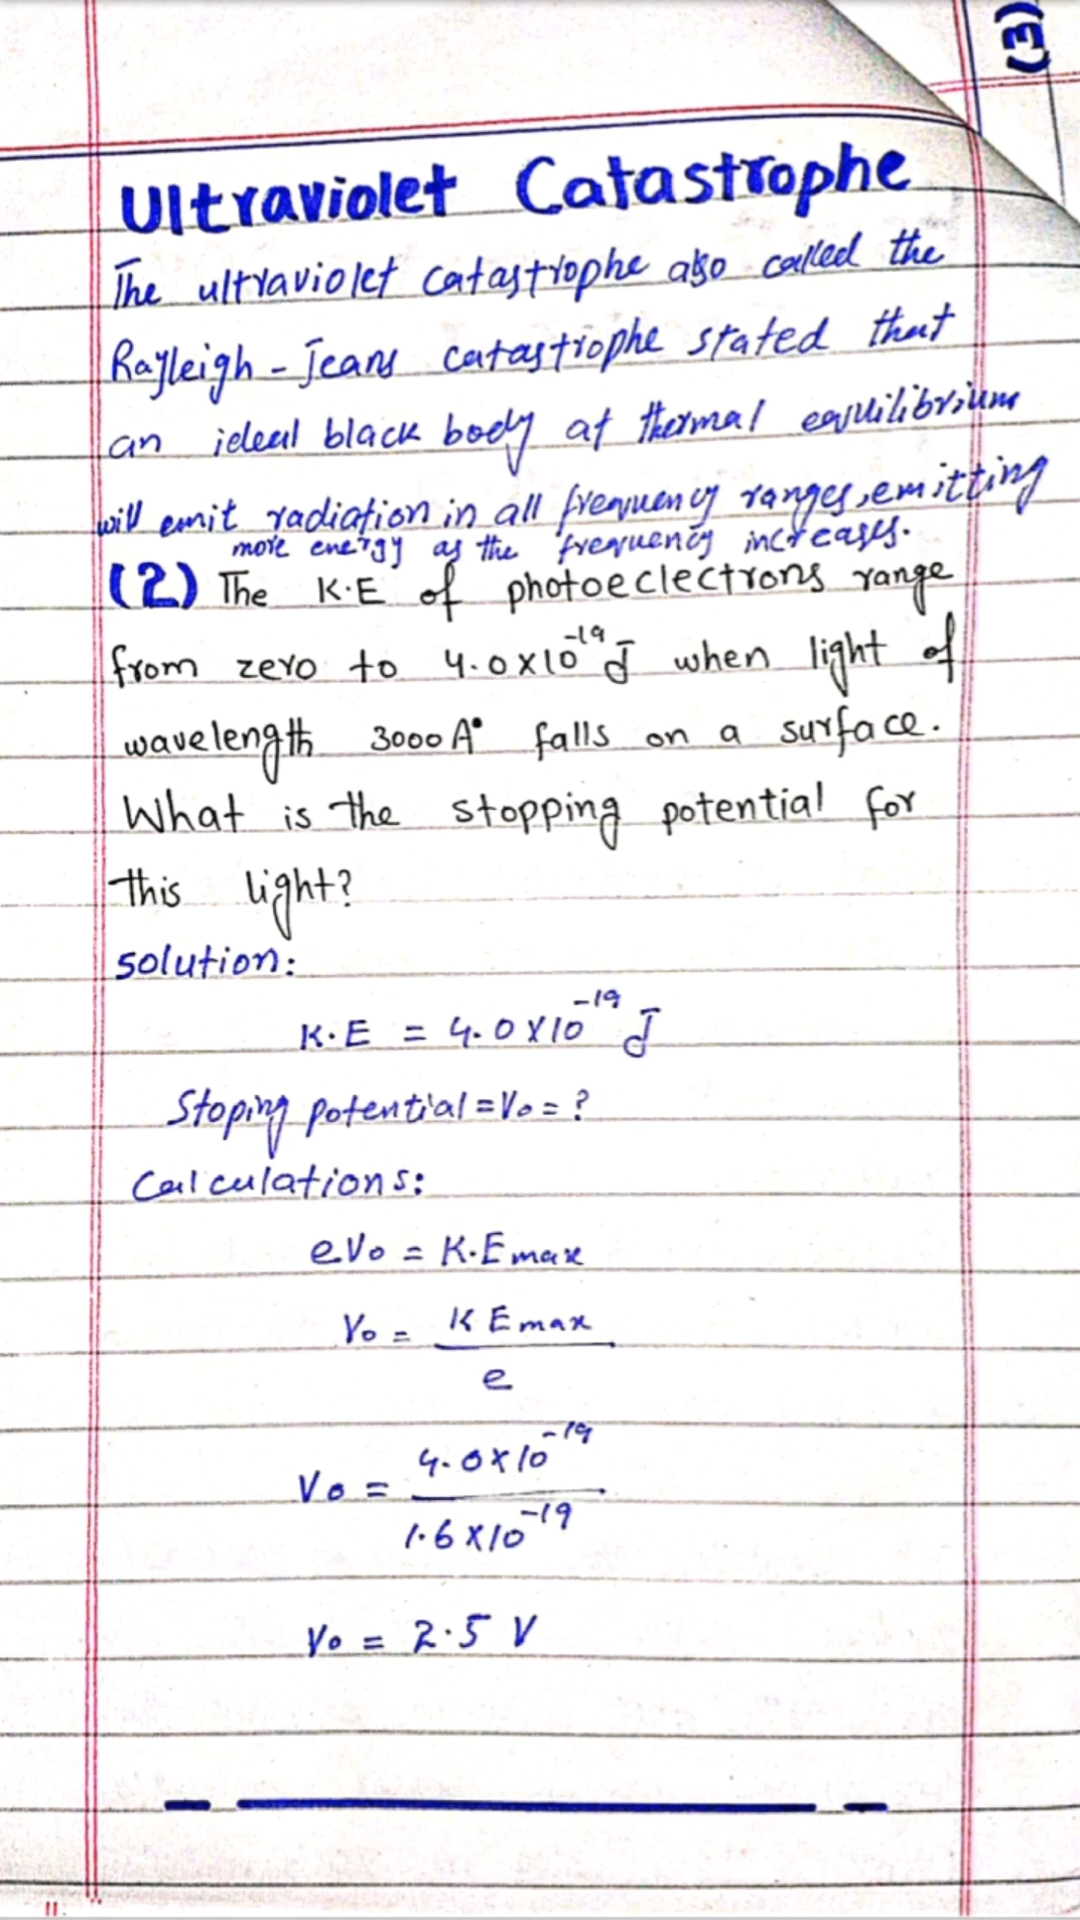 (3)
Ultraviolet Catastrophe
The ultraviolet catastrophe also called the
Rayleigh-Jeans catastrophe stated that
an ideal black body at thermal equilibrium
will emit radiation in all frequency ranges, emitting
more energy as the frequency increases.
(2) The K.E of photoeclectrons range
from zero to 4.0x10⁻¹⁹J when light of
wavelength 3000 A° falls on a surface.
What is the stopping potential for
this light?
solution:
K.E = 4.0x10⁻¹⁹ J
Stoping potential = Vo = ?
Calculations:
eVo = K.Emax
Vo = KEmax
e
Vo = 4.0x10⁻¹⁹
1.6x10⁻¹⁹
Vo = 2.5 V